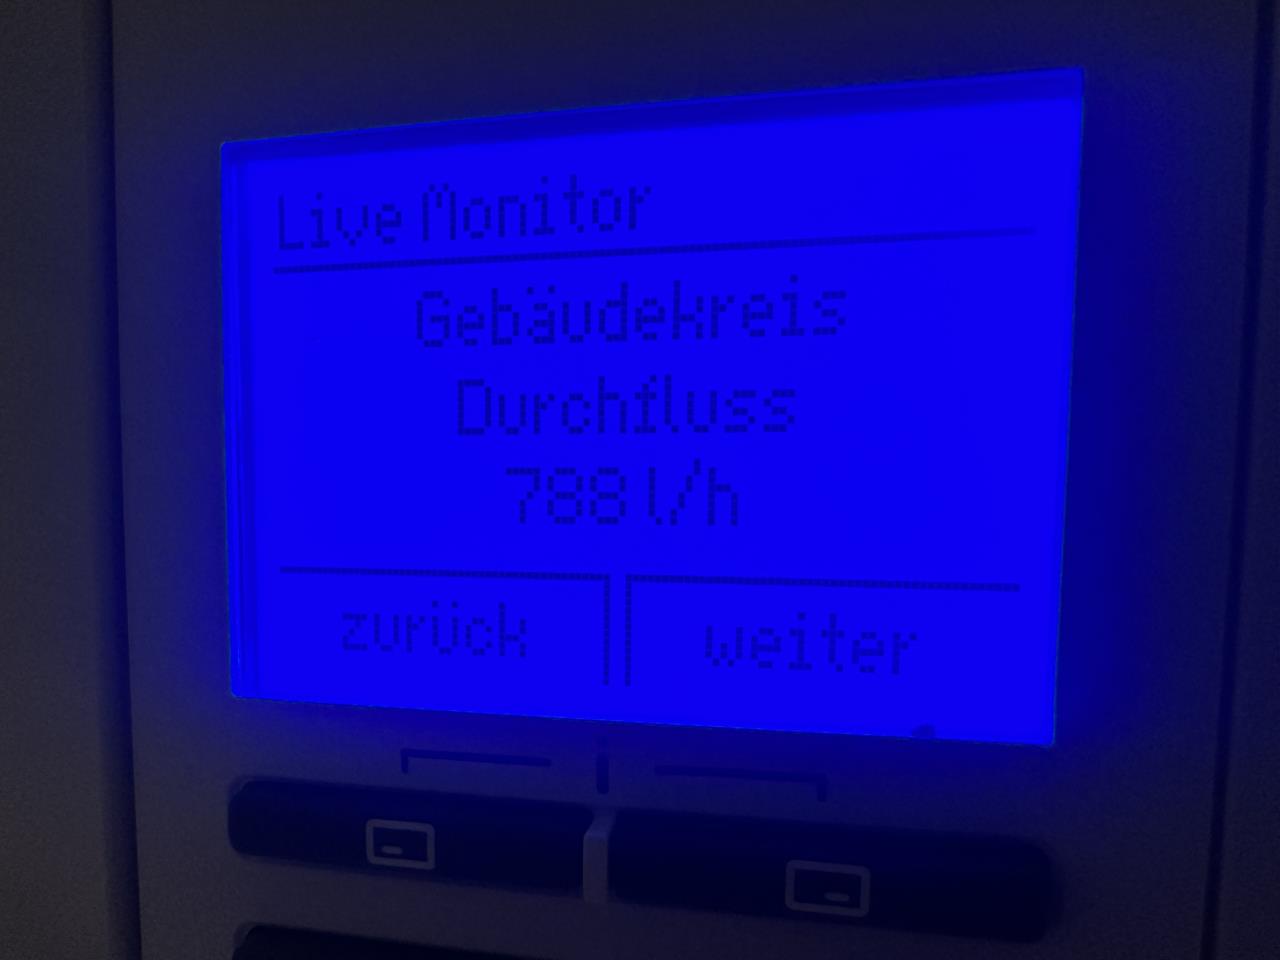 Live Monitor
Gebäudekreis
Durchfluss
788 l/h
zurück
weiter